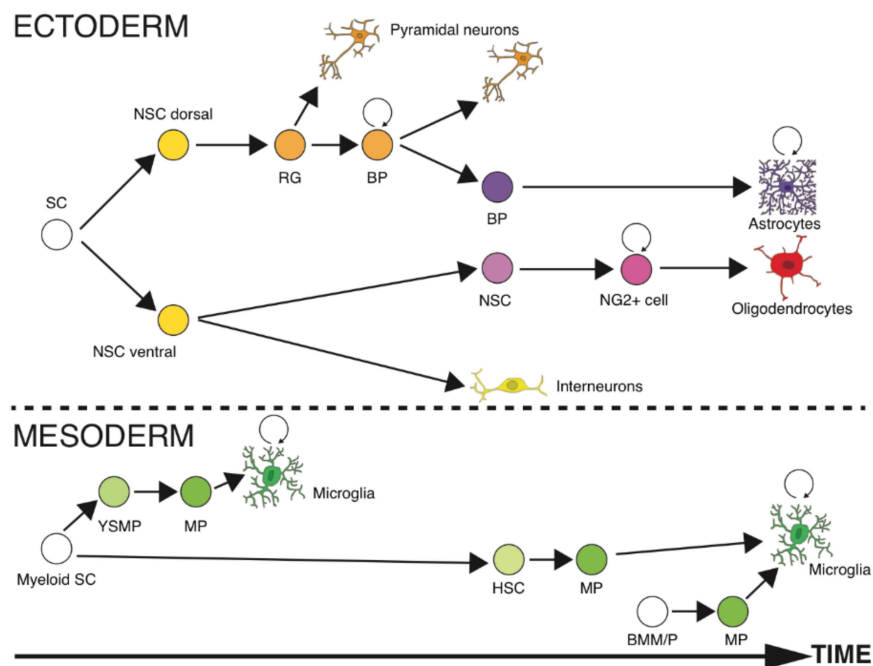 ECTODERM
Pyramidal neurons
NSC dorsal
RG
BP
SC
BP
Astrocytes
NSC
NG2+ cell
Oligodendrocytes
NSC ventral
Interneurons
MESODERM
Microglia
YSMP
MP
Myeloid SC
HSC
MP
Microglia
BMM/P
MP
TIME